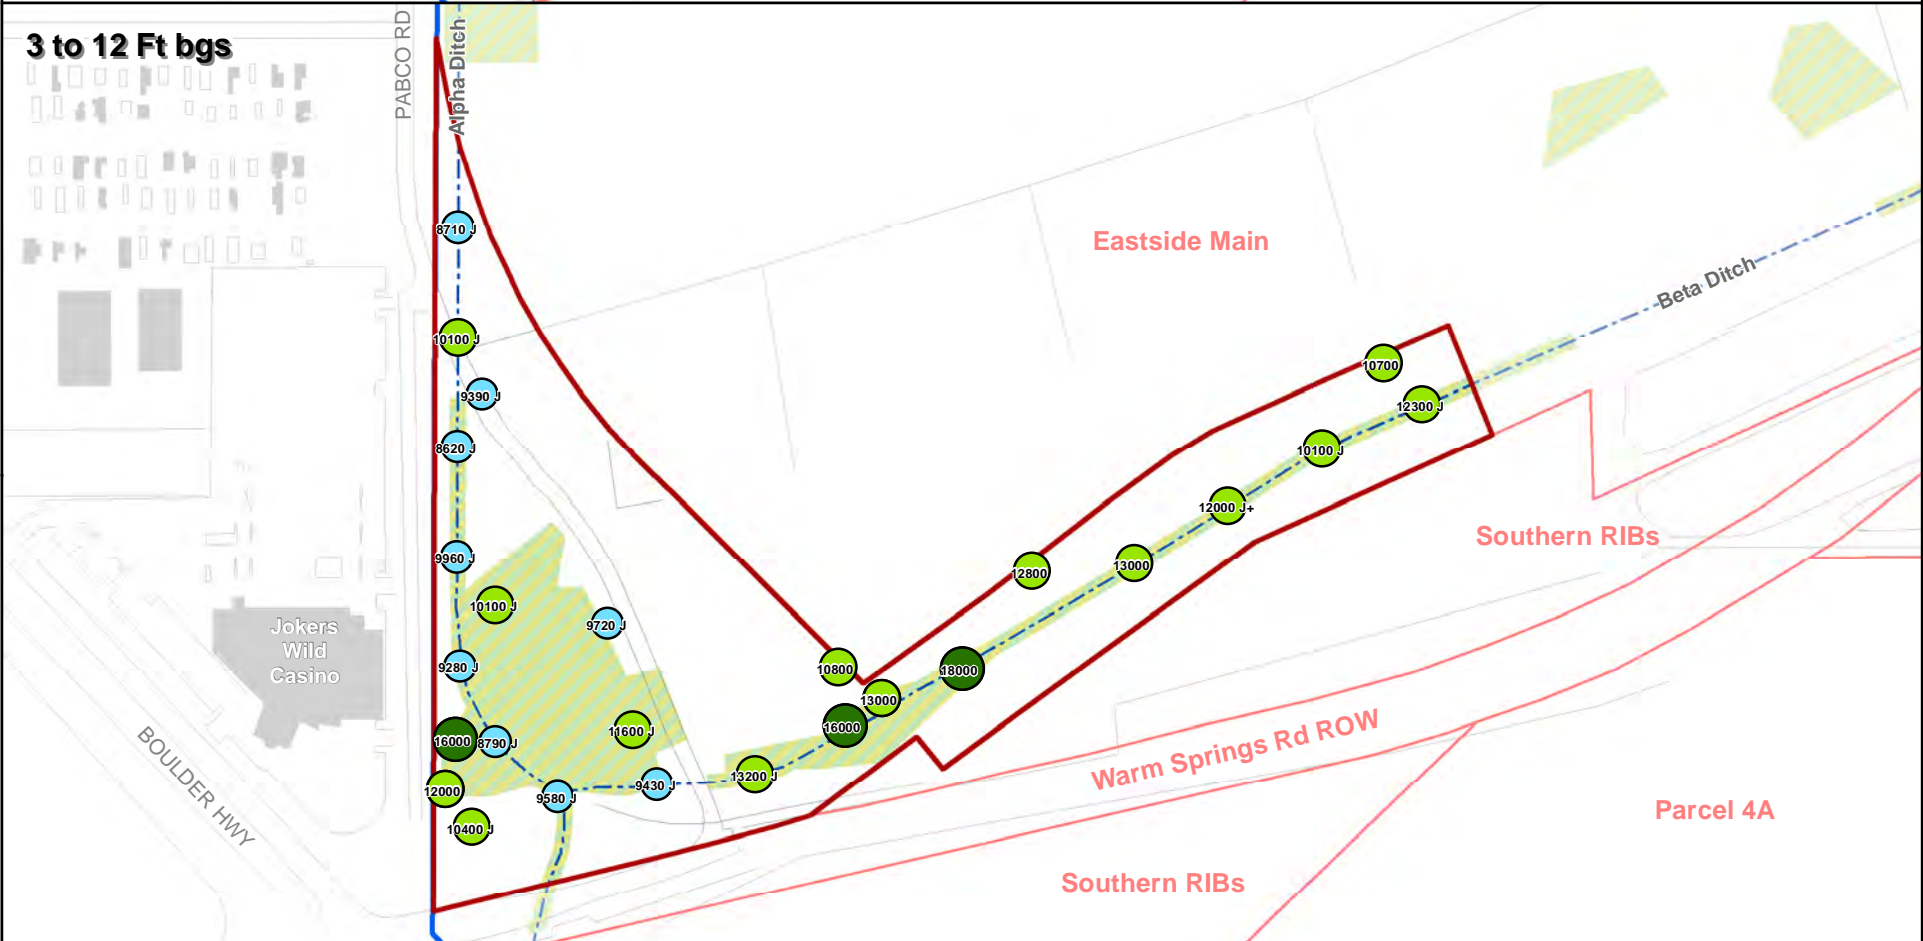 3 to 12 Ft bgs
PABCO RD
Alpha Ditch
8710 J
Eastside Main
Beta Ditch
10100 J
9390 J
10700
12300 J
8620 J
10100 J
12000 J+
Southern RIBs
9960 J
13000
12800
10100 J
9720 J
Jokers
Wild
Casino
9280 J
10800
18000
13000
16000
11600 J
16000
8790 J
BOULDER HWY
Warm Springs Rd ROW
13200 J
9430 J
12000
9580 J
10400 J
Parcel 4A
Southern RIBs